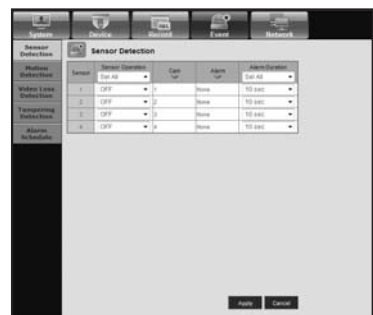 System Device Record Event Network
Sensor Detection
Motion Detection
Video Loss Detection
Tampering Detection
Alarm Schedule
Sensor Detection
Sensor Sensor Operation Cam Alarm Alarm Duration
Set All Set All
1 OFF 1 None 10 sec
2 OFF 2 None 10 sec
3 OFF 3 None 10 sec
4 OFF 4 None 10 sec
Apply Cancel